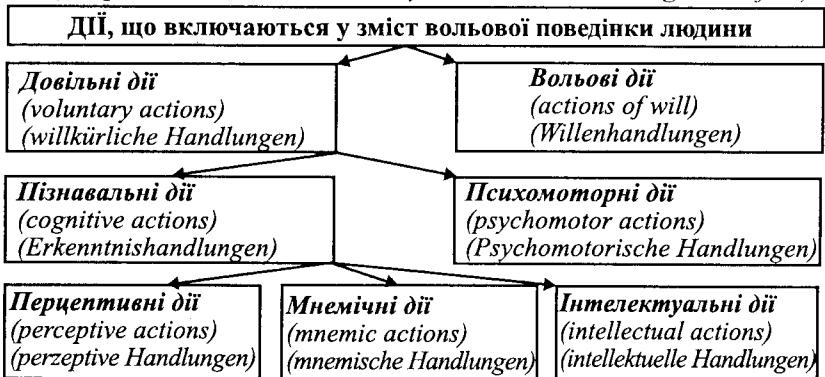 ДІЇ, що включаються у зміст вольової поведінки людини
Довільні дії
(voluntary actions)
(willkürliche Handlungen)
Вольові дії
(actions of will)
(Willenhandlungen)
Пізнавальні дії
(cognitive actions)
(Erkenntnishandlungen)
Психомоторні дії
(psychomotor actions)
(Psychomotorische Handlungen)
Перцептивні дії
(perceptive actions)
(perzeptive Handlungen)
Мнемічні дії
(mnemic actions)
(mnemische Handlungen)
Інтелектуальні дії
(intellectual actions)
(intellektuelle Handlungen)